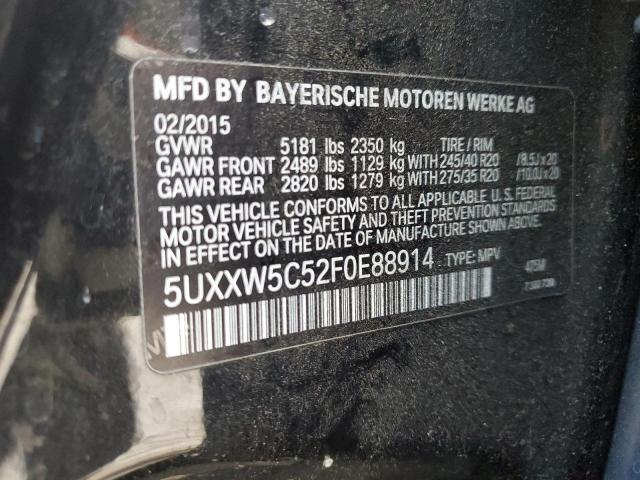 MFD BY BAYERISCHE MOTOREN WERKE AG
02/2015
GVWR 5181 lbs 2350 kg TIRE / RIM
GAWR FRONT 2489 lbs 1129 kg WITH 245/40 R20 /8.5J x 20
GAWR REAR 2820 lbs 1279 kg WITH 275/35 R20 /10.0J x 20
THIS VEHICLE CONFORMS TO ALL APPLICABLE U.S. FEDERAL
MOTOR VEHICLE SAFETY AND THEFT PREVENTION STANDARDS
IN EFFECT ON THE DATE OF MANUFACTURE SHOWN ABOVE.
5UXXW5C52F0E88914 TYPE: MPV